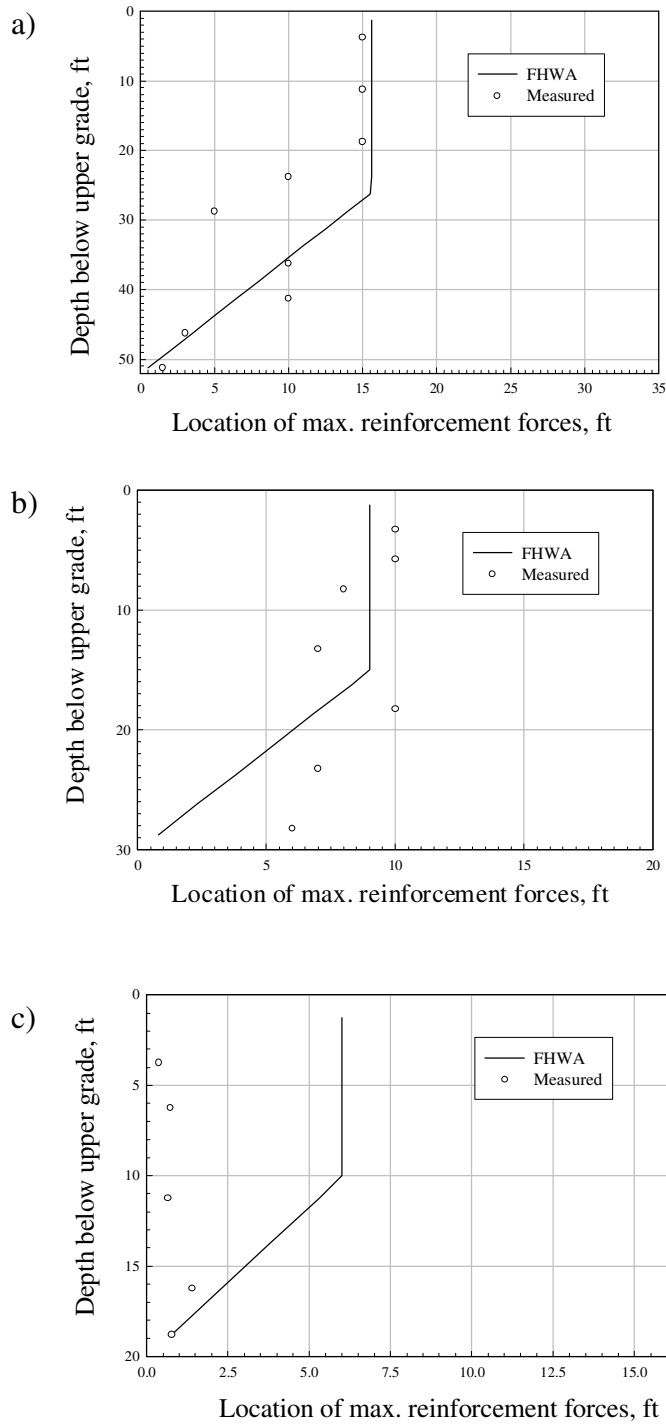 a)
Depth below upper grade, ft
0
10
20
30
40
50
FHWA
Measured
0 5 10 15 20 25 30 35
Location of max. reinforcement forces, ft
b)
Depth below upper grade, ft
0
10
20
30
FHWA
Measured
0 5 10 15 20
Location of max. reinforcement forces, ft
c)
Depth below upper grade, ft
0
5
10
15
20
FHWA
Measured
0.0 2.5 5.0 7.5 10.0 12.5 15.0
Location of max. reinforcement forces, ft